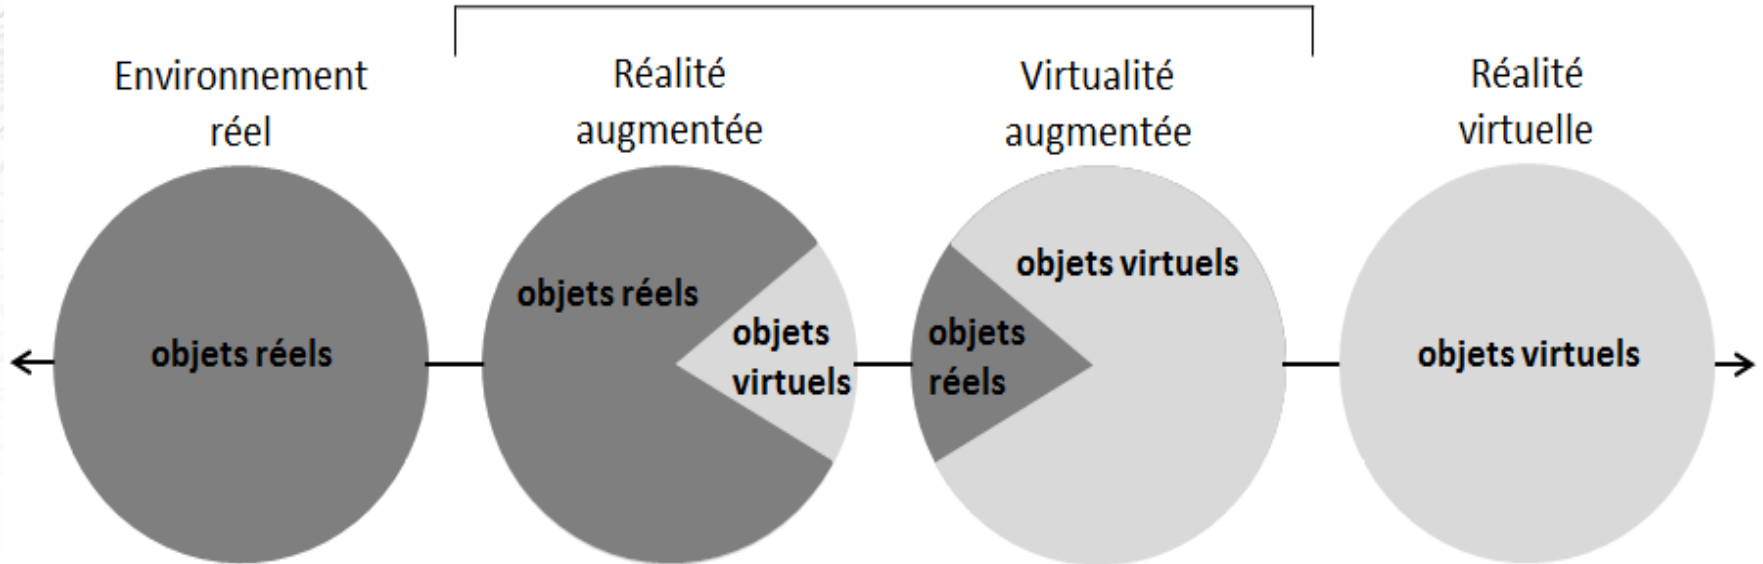 Environnement
réel
Réalité
augmentée
Virtualité
augmentée
Réalité
virtuelle
objets réels
objets réels
objets
virtuels
objets virtuels
objets
réels
objets virtuels